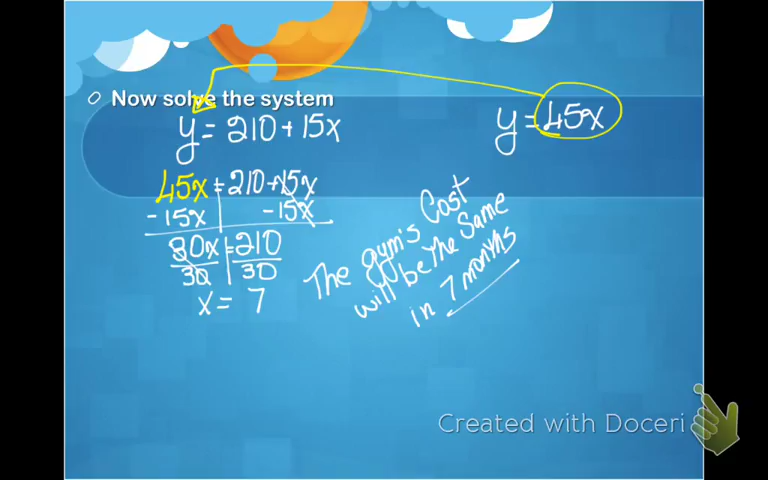 Now solve the system
y = 210 + 15x
y = 45x
45x = 210 + 15x
-15x -15x
30x = 210
30 30
x = 7
The gym's Cost
will be The Same
in 7 months
Created with Doceri